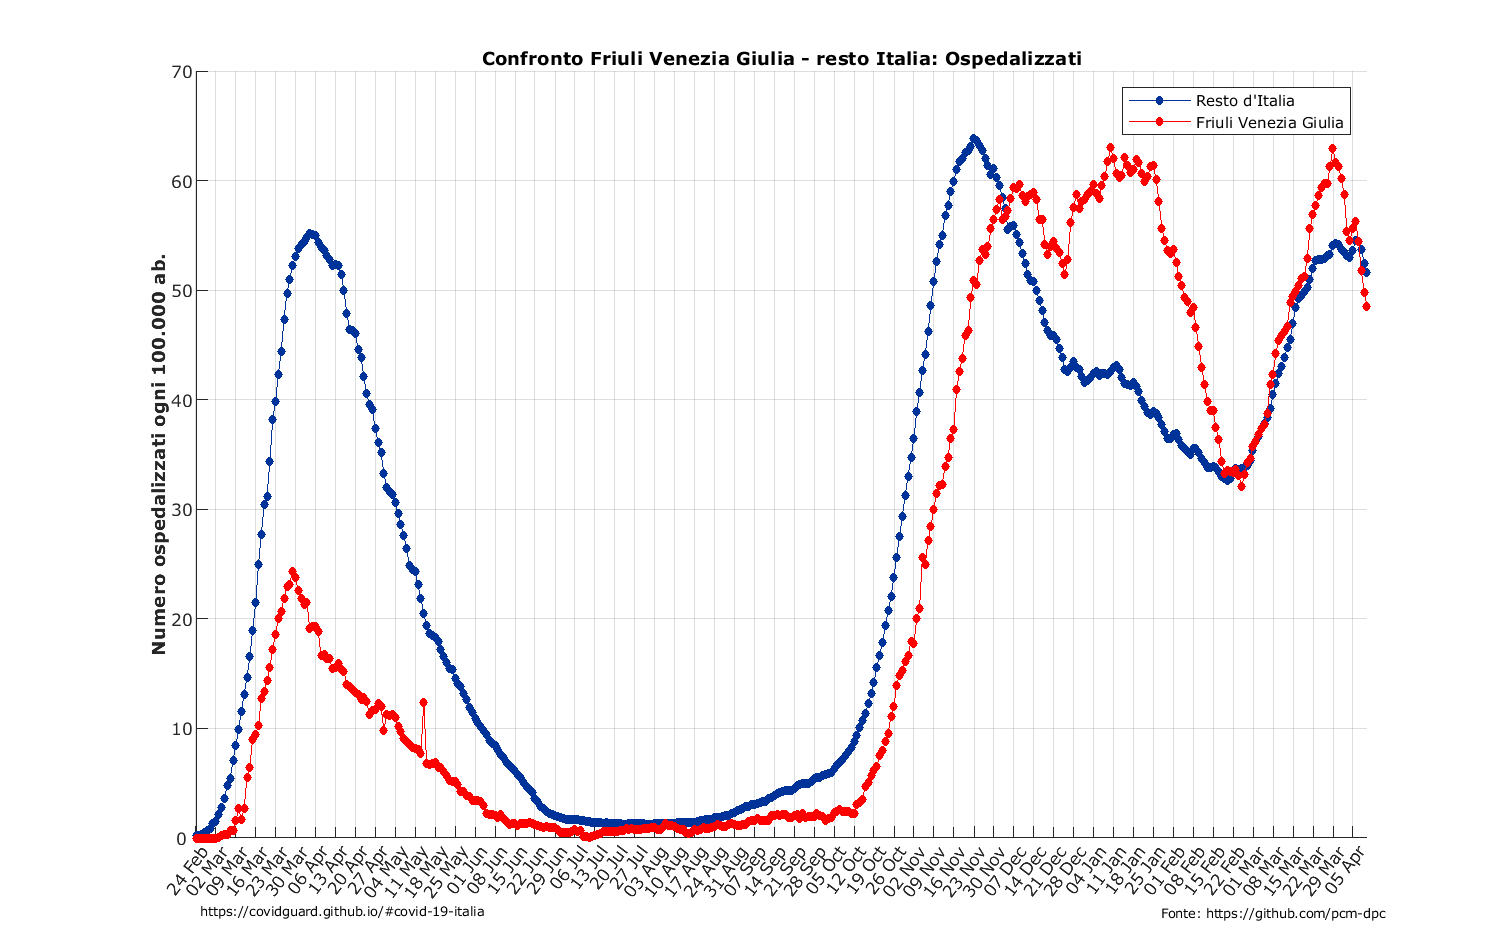 Confronto Friuli Venezia Giulia - resto Italia: Ospedalizzati
Resto d'Italia
Friuli Venezia Giulia
Numero ospedalizzati ogni 100.000 ab.
70
60
50
40
30
20
10
0
24 Feb
02 Mar
09 Mar
16 Mar
23 Mar
30 Mar
06 Apr
13 Apr
20 Apr
27 Apr
04 May
11 May
18 May
25 May
01 Jun
08 Jun
15 Jun
22 Jun
29 Jun
06 Jul
13 Jul
20 Jul
27 Jul
03 Aug
10 Aug
17 Aug
24 Aug
31 Aug
07 Sep
14 Sep
21 Sep
28 Sep
05 Oct
12 Oct
19 Oct
26 Oct
02 Nov
09 Nov
16 Nov
23 Nov
30 Nov
07 Dec
14 Dec
21 Dec
28 Dec
04 Jan
11 Jan
18 Jan
25 Jan
01 Feb
08 Feb
15 Feb
22 Feb
01 Mar
08 Mar
15 Mar
22 Mar
29 Mar
05 Apr
https://covidguard.github.io/#covid-19-italia
Fonte: https://github.com/pcm-dpc